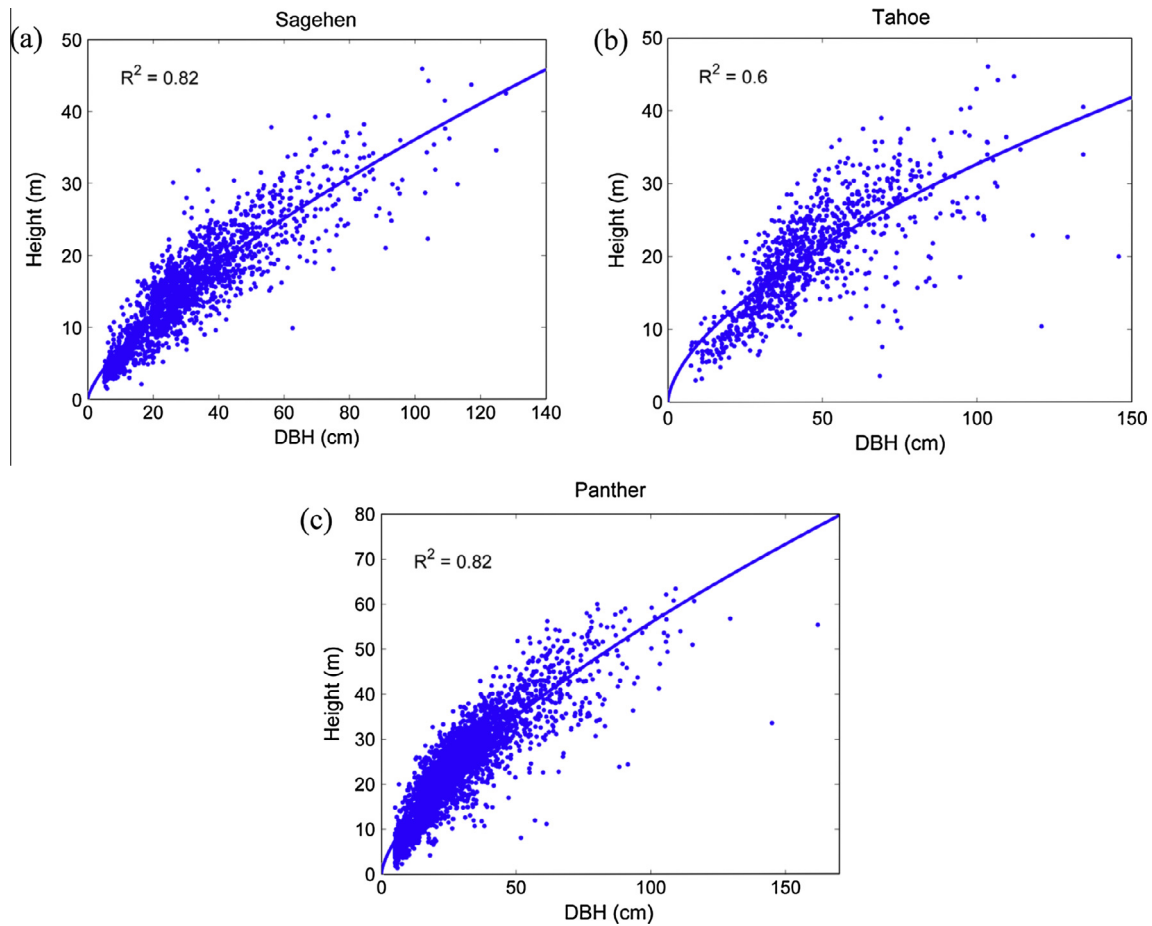 Sagehen
(a)
R² = 0.82
Height (m)
50
40
30
20
10
0
0 20 40 60 80 100 120 140
DBH (cm)
Tahoe
(b)
R² = 0.6
Height (m)
50
40
30
20
10
0
0 50 100 150
DBH (cm)
Panther
(c)
R² = 0.82
Height (m)
80
70
60
50
40
30
20
10
0
0 50 100 150
DBH (cm)